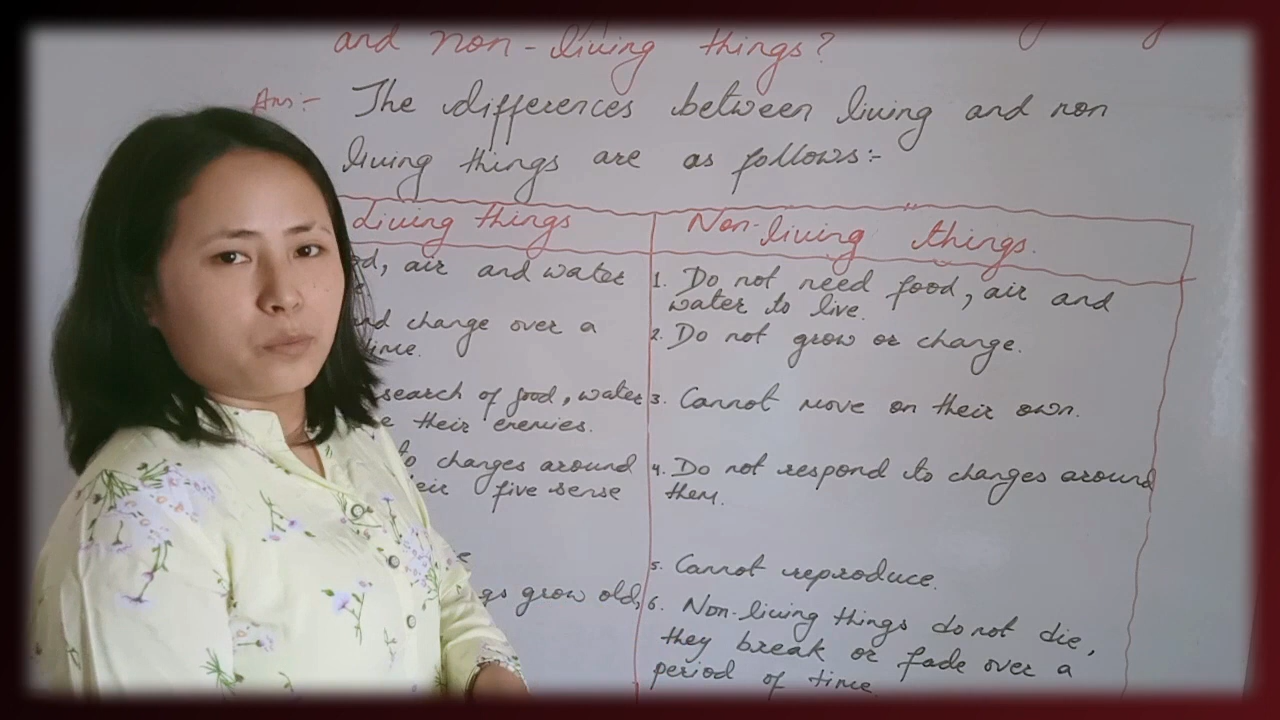 and non-living things?
Ans:- The differences between living and non
living things are as follows:-
Living things
Non-living things.
air and water
and change over a
time.
search of food, water
their enemies.
to changes around
their five sense
grow old,
1. Do not need food, air and
water to live.
2. Do not grow or change.
3. Cannot move on their own.
4. Do not respond to changes around
them.
5. Cannot reproduce.
6. Non-living things do not die,
they break or fade over a
period of time.